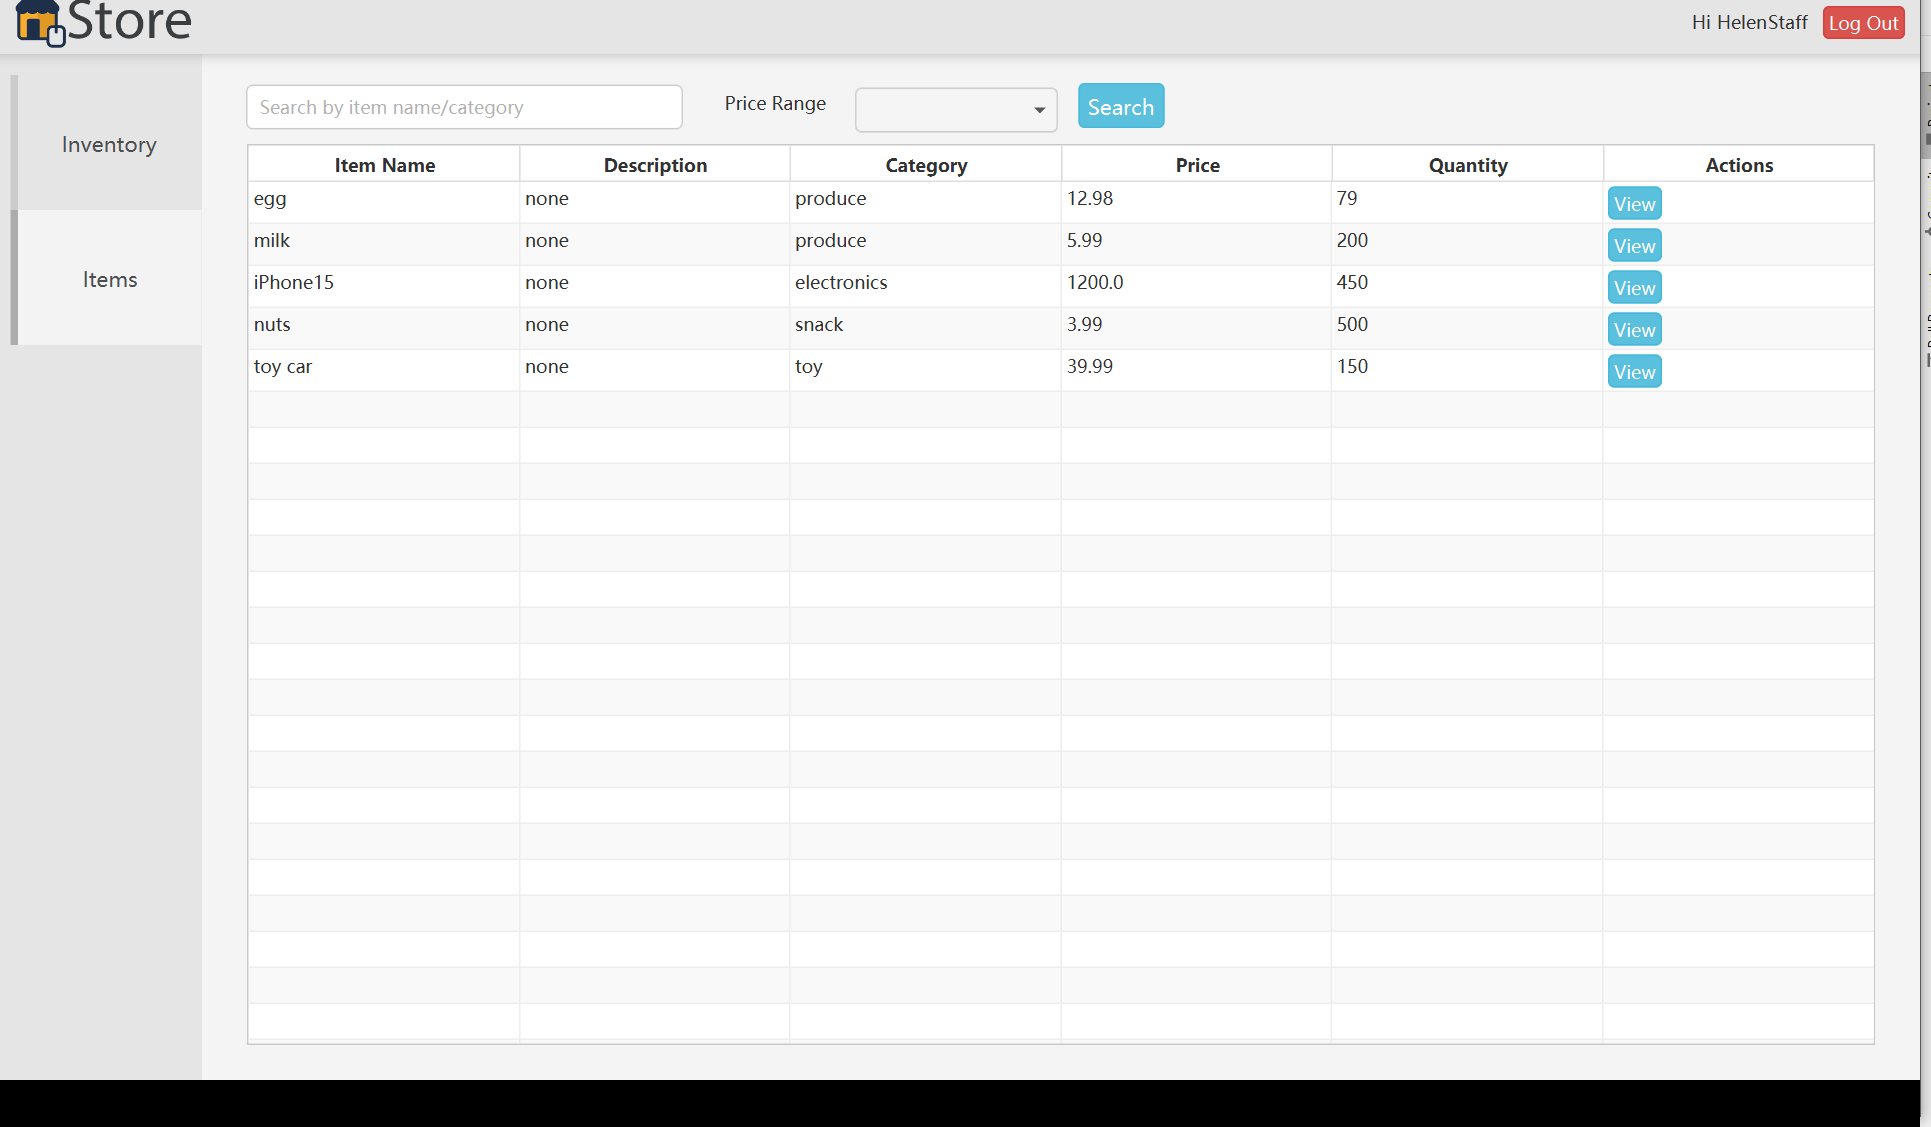 Store
Hi HelenStaff Log Out
Inventory
Items
Search by item name/category Price Range Search
Item Name Description Category Price Quantity Actions
egg none produce 12.98 79 View
milk none produce 5.99 200 View
iPhone15 none electronics 1200.0 450 View
nuts none snack 3.99 500 View
toy car none toy 39.99 150 View